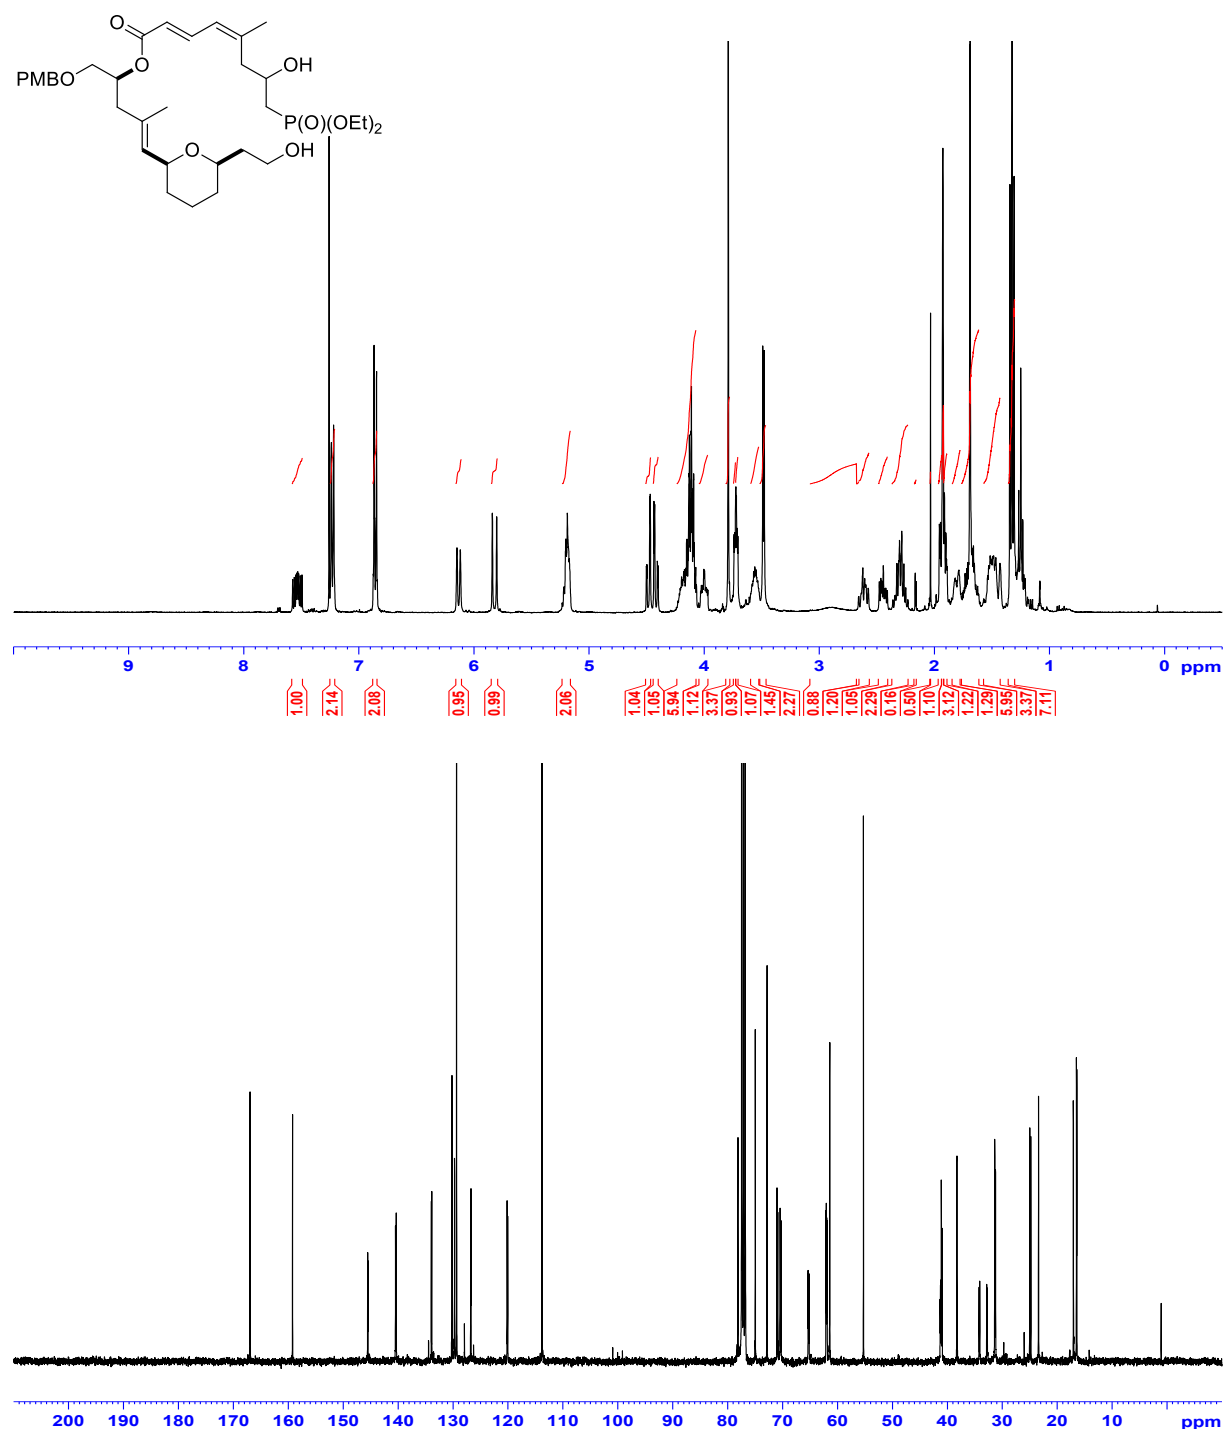 O
O
OH
PMBO
P(O)(OEt)2
O
OH
9 8 7 6 5 4 3 2 1 0 ppm
1.00 2.14 2.08 0.95 0.99 2.06 1.04 1.05 5.94 1.12 3.37 0.93 1.07 1.45 2.27 0.88 1.20 1.05 2.29 0.16 0.50 1.10 3.12 1.22 1.29 5.95 3.37 7.11
200 190 180 170 160 150 140 130 120 110 100 90 80 70 60 50 40 30 20 10 ppm